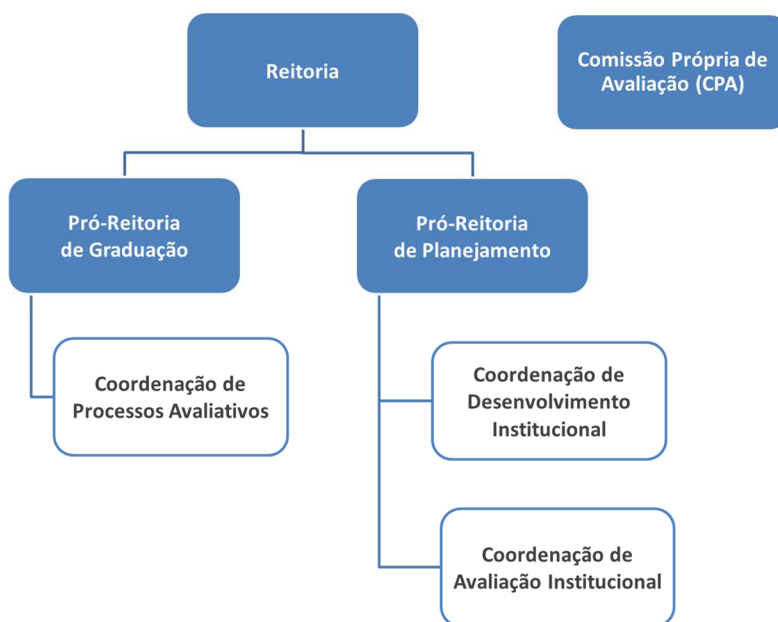 Reitoria
Comissão Própria de
Avaliação (CPA)
Pró-Reitoria
de Graduação
Pró-Reitoria
de Planejamento
Coordenação de
Processos Avaliativos
Coordenação de
Desenvolvimento
Institucional
Coordenação de
Avaliação Institucional